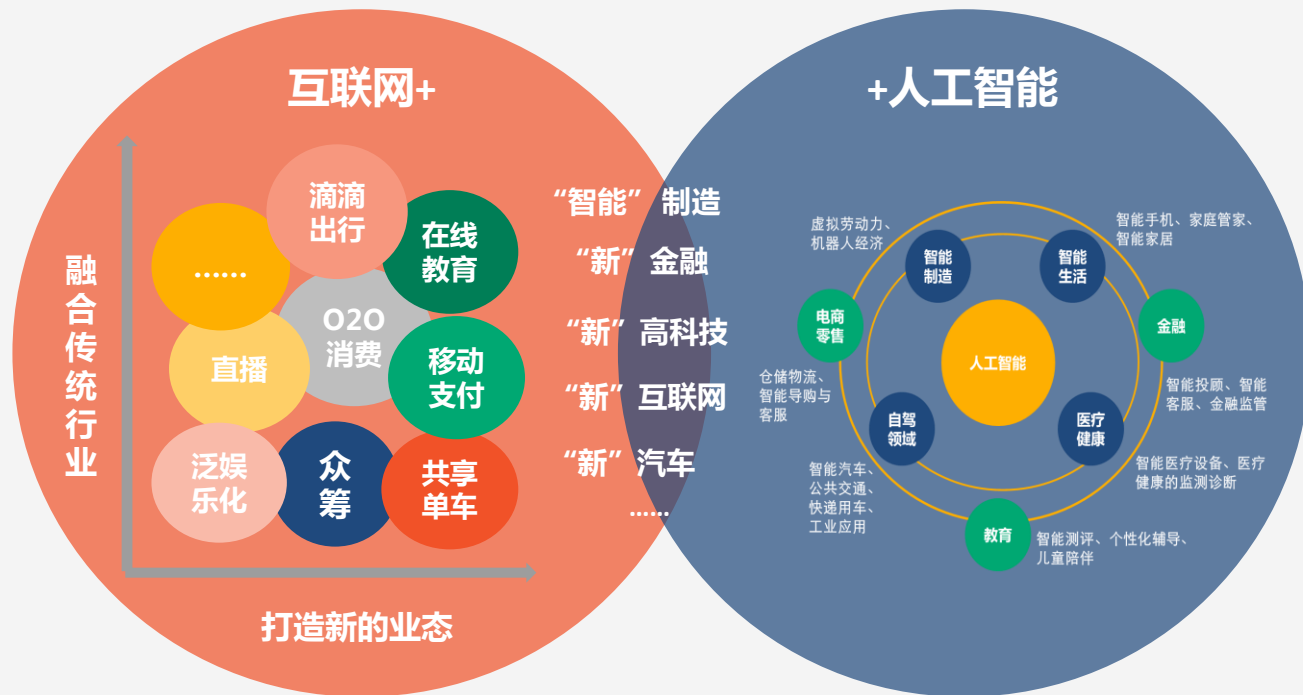 互联网+
滴滴
出行
在线
教育
……
O2O
消费
直播
移动
支付
泛娱
乐化
众
筹
共享
单车
融合传统行业
打造新的业态
“智能” 制造
“新” 金融
“新” 高科技
“新” 互联网
“新” 汽车
……
+人工智能
虚拟劳动力、
机器人经济
智能
制造
智能
生活
智能手机、家庭管家、
智能家居
电商
零售
金融
人工智能
仓储物流、
智能导购与
客服
智能投顾、智能
客服、金融监管
自驾
领域
医疗
健康
智能汽车、
公共交通、
快递用车、
工业应用
智能医疗设备、医疗
健康的监测诊断
教育
智能测评、个性化辅导、
儿童陪伴